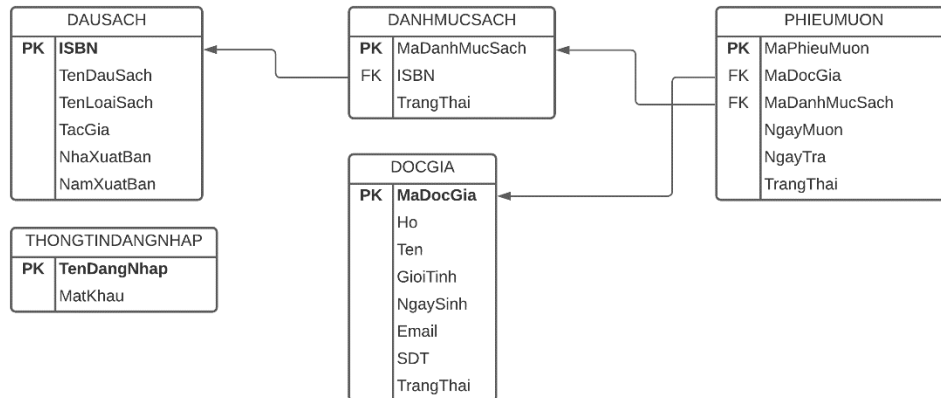 DAUSACH
PK ISBN
TenDauSach
TenLoaiSach
TacGia
NhaXuatBan
NamXuatBan
DANHMUCSACH
PK MaDanhMucSach
FK ISBN
TrangThai
PHIEUMUON
PK MaPhieuMuon
FK MaDocGia
FK MaDanhMucSach
NgayMuon
NgayTra
TrangThai
THONGTINDANGNHAP
PK TenDangNhap
MatKhau
DOCGIA
PK MaDocGia
Ho
Ten
GioiTinh
NgaySinh
Email
SDT
TrangThai